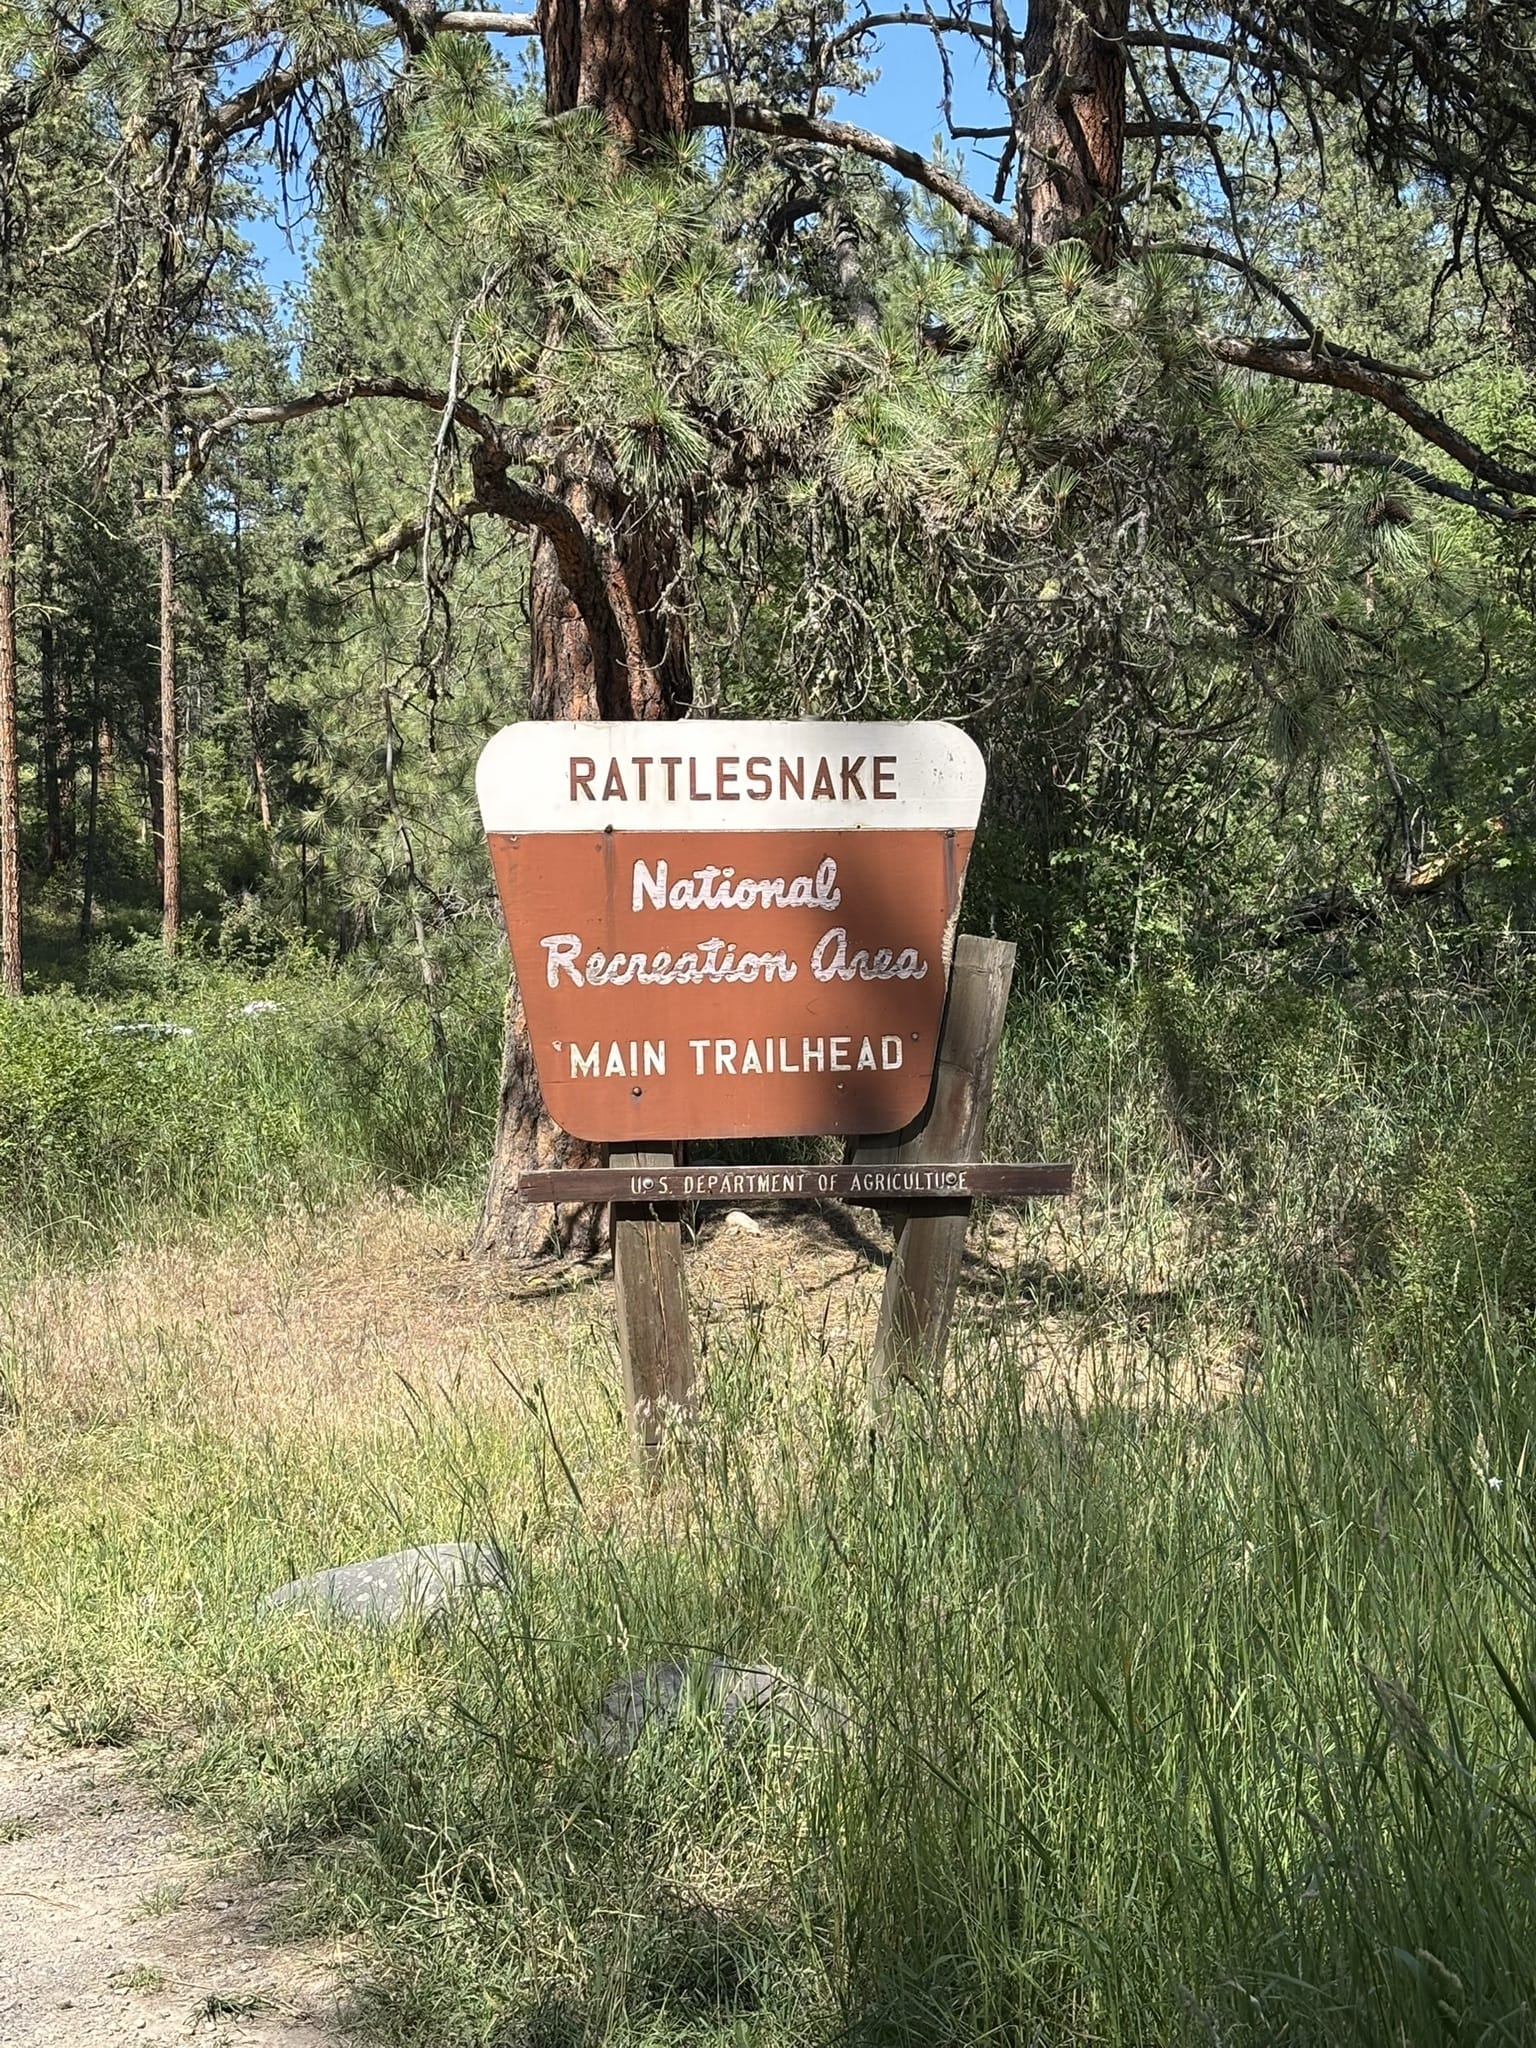 RATTLESNAKE
National
Recreation Area
MAIN TRAILHEAD
U.S. DEPARTMENT OF AGRICULTURE